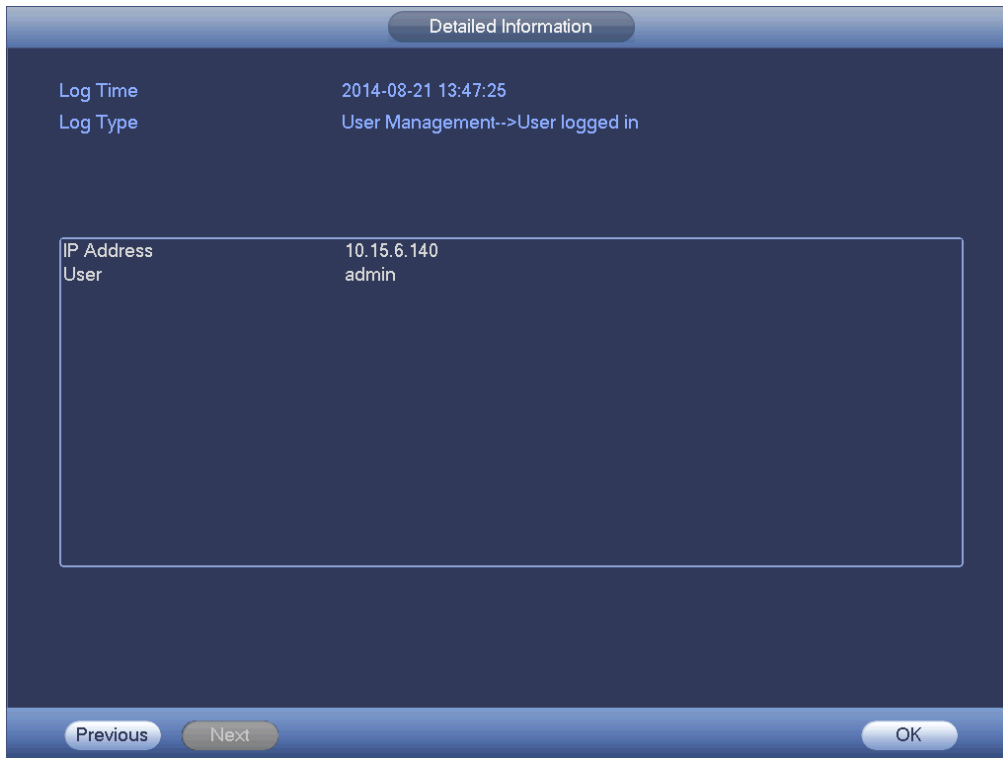 Detailed Information
Log Time 2014-08-21 13:47:25
Log Type User Management-->User logged in
IP Address 10.15.6.140
User admin
Previous Next OK